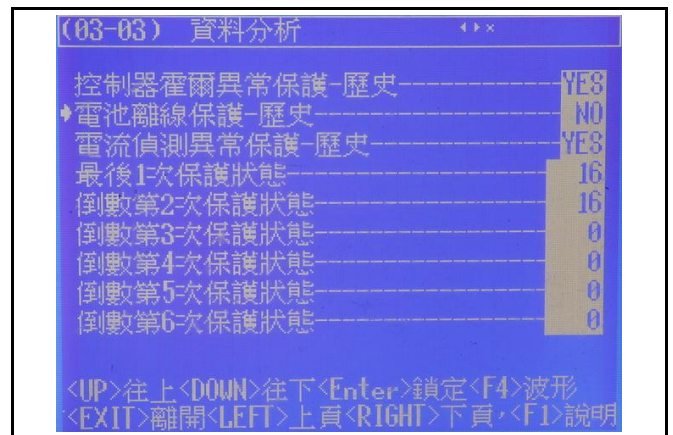 (03-03) 資料分析
控制器霍爾異常保護-歷史--------------YES
電池離線保護-歷史--------------------NO
電流偵測異常保護-歷史----------------YES
最後1次保護狀態----------------------16
倒數第2次保護狀態--------------------16
倒數第3次保護狀態--------------------0
倒數第4次保護狀態--------------------0
倒數第5次保護狀態--------------------0
倒數第6次保護狀態--------------------0
<UP>往上<DOWN>往下<Enter>鎖定<F4>波形
<EXIT>離開<LEFT>上頁<RIGHT>下頁,<F1>說明